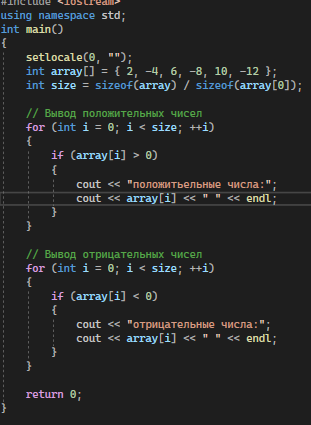 #include <iostream>
using namespace std;
int main()
{
setlocale(0, "");
int array[] = { 2, -4, 6, -8, 10, -12 };
int size = sizeof(array) / sizeof(array[0]);
// Вывод положительных чисел
for (int i = 0; i < size; ++i)
{
if (array[i] > 0)
{
cout << "положитьельные числа:";
cout << array[i] << " " << endl;
}
}
// Вывод отрицательных чисел
for (int i = 0; i < size; ++i)
{
if (array[i] < 0)
{
cout << "отрицательные числа:";
cout << array[i] << " " << endl;
}
}
return 0;
}